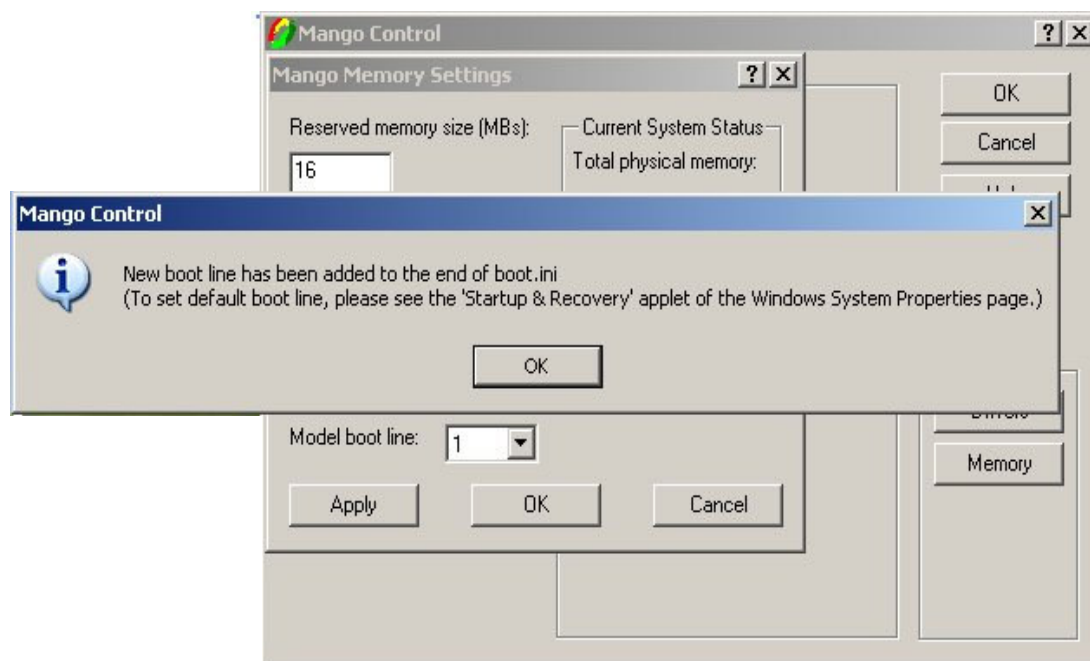 Mango Control
Mango Memory Settings
Reserved memory size (MBs):
16
Current System Status
Total physical memory:
OK
Cancel
Mango Control
New boot line has been added to the end of boot.ini
(To set default boot line, please see the 'Startup & Recovery' applet of the Windows System Properties page.)
OK
Model boot line:
1
Apply
OK
Cancel
Memory